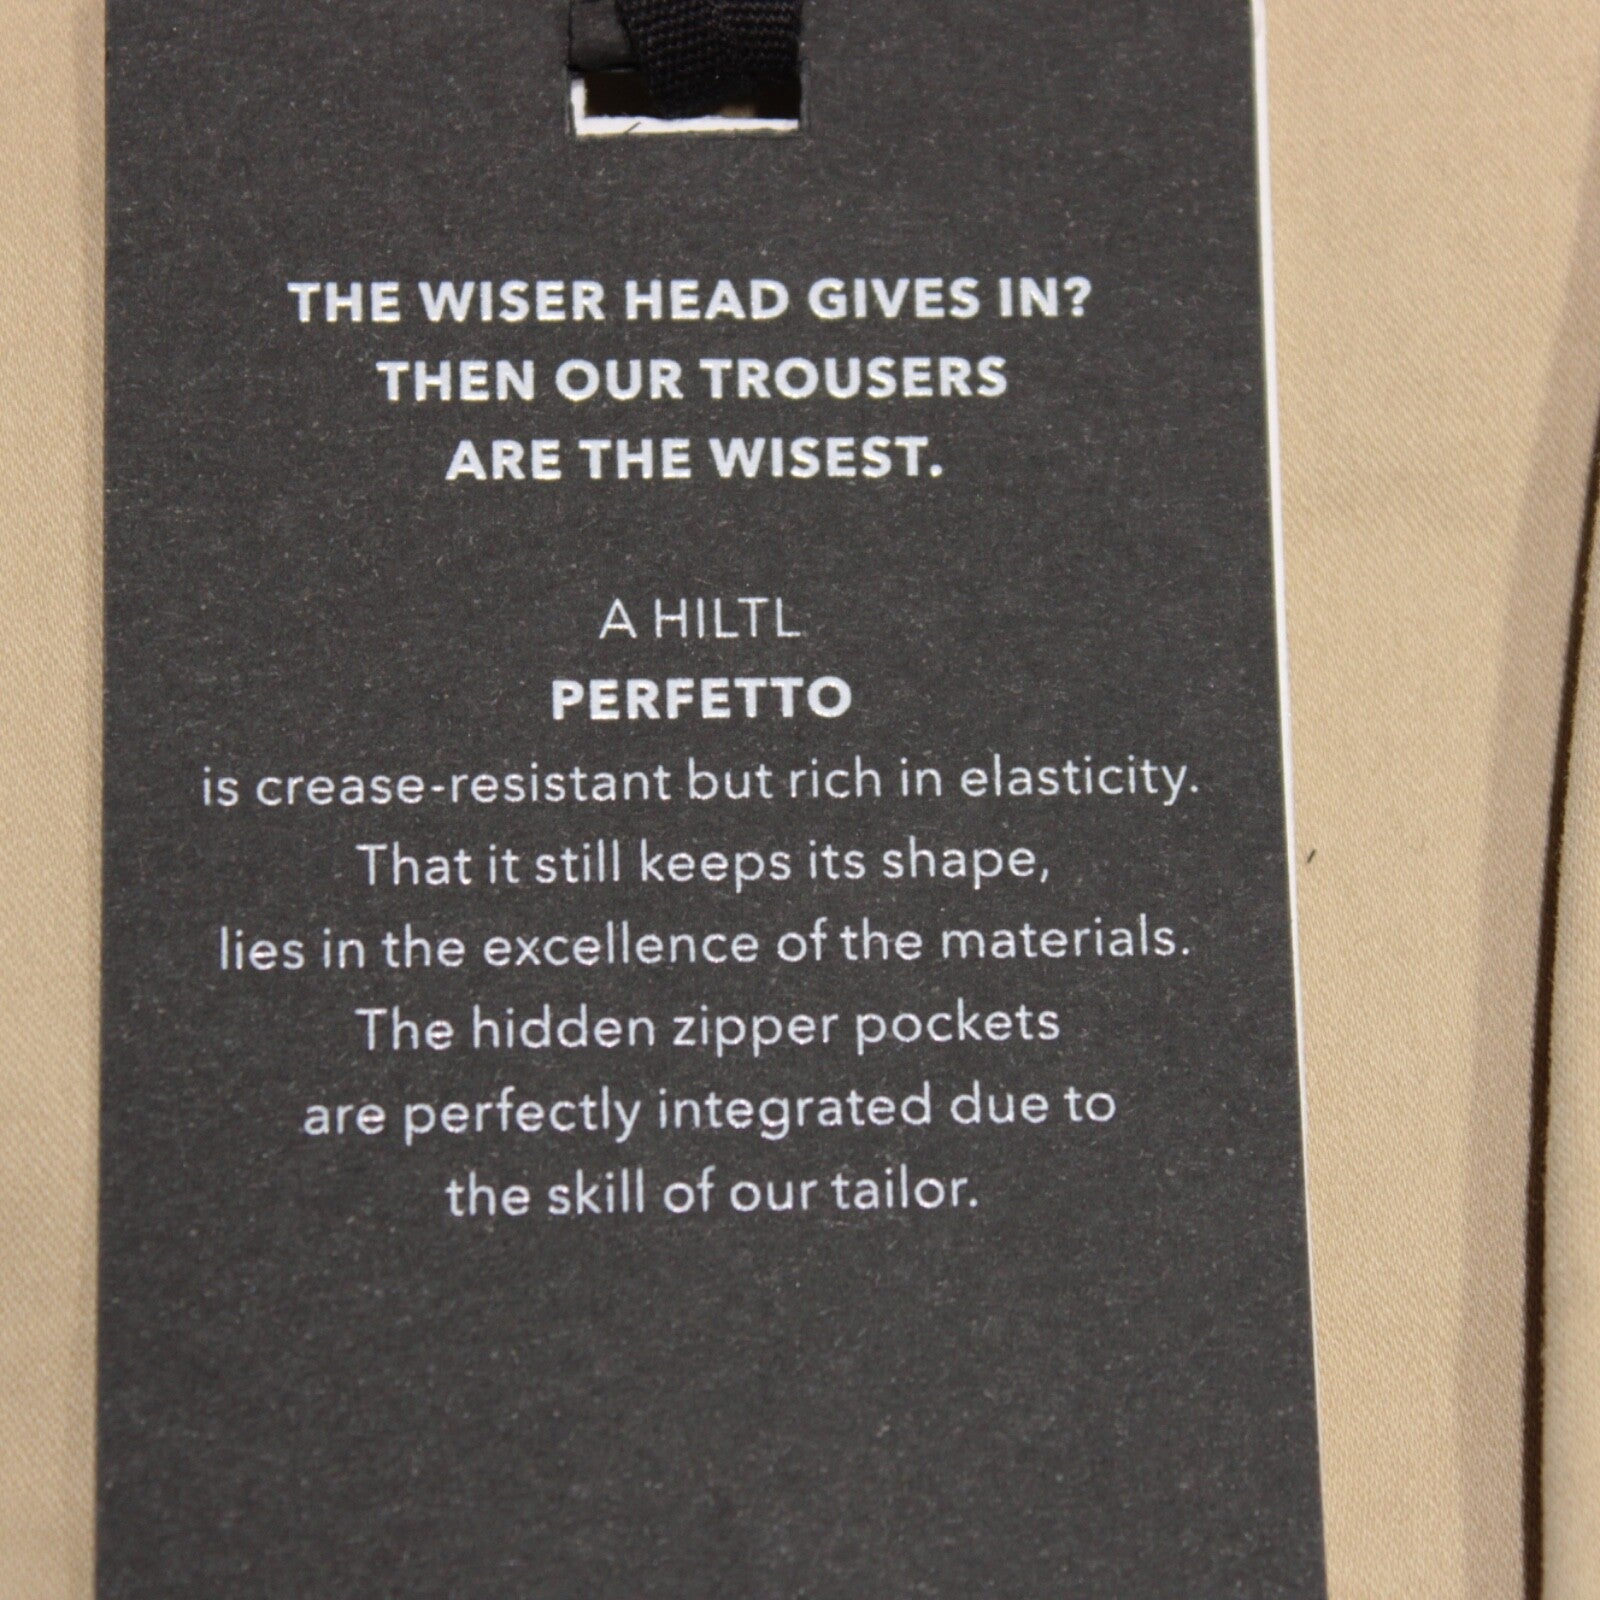 THE WISER HEAD GIVES IN?
THEN OUR TROUSERS
ARE THE WISEST.
A HILTL
PERFETTO
is crease-resistant but rich in elasticity.
That it still keeps its shape,
lies in the excellence of the materials.
The hidden zipper pockets
are perfectly integrated due to
the skill of our tailor.